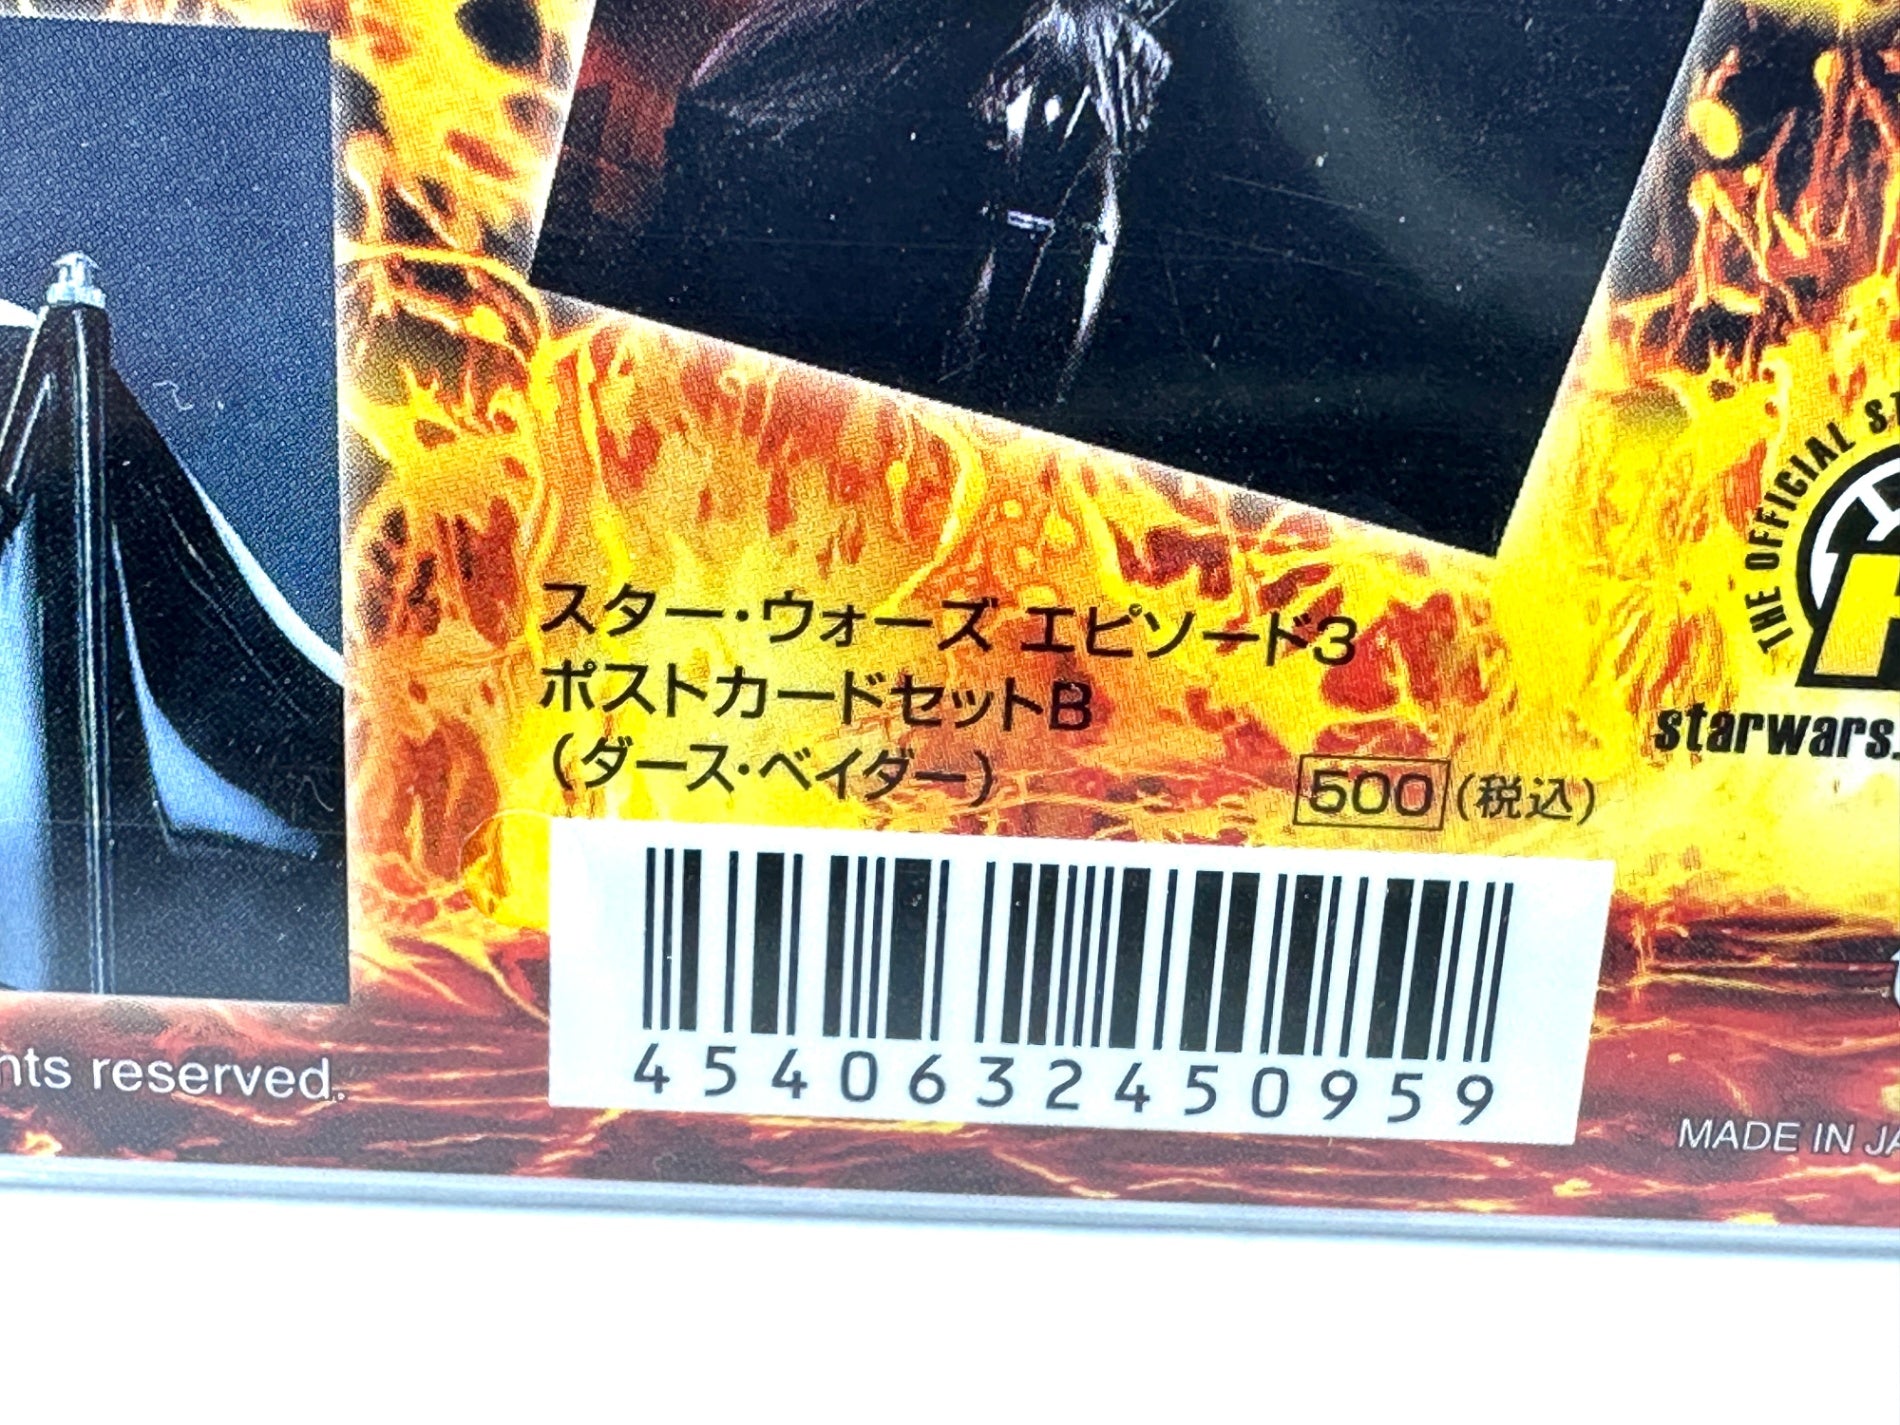 THE OFFICIAL
スター・ウォーズ エピソード3
ポストカードセットB
(ダース・ベイダー)
500 (税込)
starwars.
4540632450959
reserved.
MADE IN